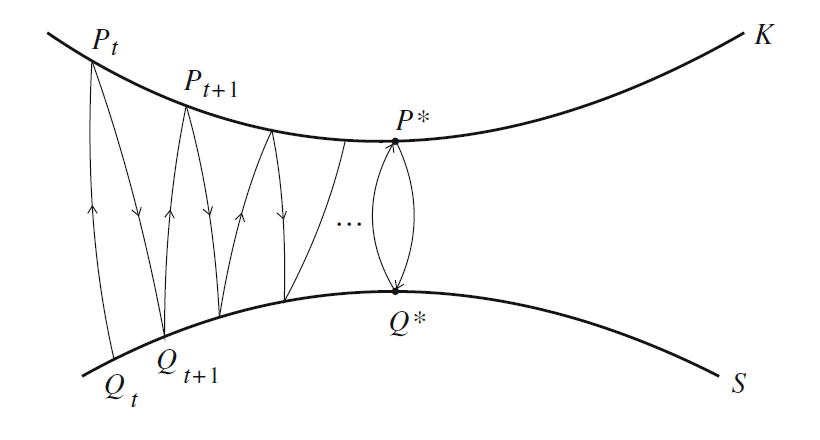 P_t
K
P_{t+1}
P*
...
Q*
Q_{t+1}
Q_t
S